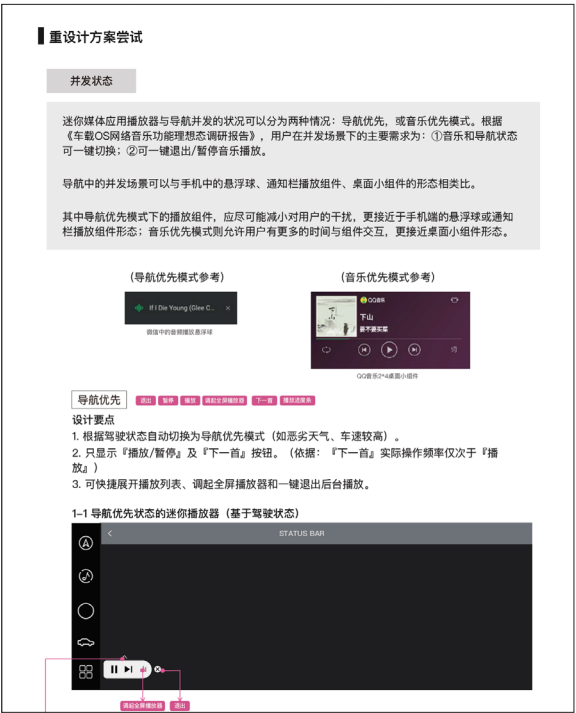 重设计方案尝试
并发状态
迷你媒体应用播放器与导航并发的状况可以分为两种情况：导航优先，或音乐优先模式。根据
《车载OS网络音乐功能理想态调研报告》，用户在并发场景下的主要需求为：①音乐和导航状态
可一键切换；②可一键退出/暂停音乐播放。
导航中的并发场景可以与手机中的悬浮球、通知栏播放组件、桌面小组件的形态相类比。
其中导航优先模式下的播放组件，应尽可能减小对用户的干扰，更接近于手机端的悬浮球或通知
栏播放组件形态；音乐优先模式则允许用户有更多的时间与组件交互，更接近桌面小组件形态。
（导航优先模式参考）
（音乐优先模式参考）
If I Die Young (Glee C...
微信中的音频播放悬浮球
QQ音乐
下山
要不要买菜
QQ音乐2*4桌面小组件
导航优先 退出 暂停 播放 调起全屏播放器 下一首 播放进度条
设计要点
1. 根据驾驶状态自动切换为导航优先模式（如恶劣天气、车速较高）。
2. 只显示『播放/暂停』及『下一首』按钮。（依据：『下一首』实际操作频率仅次于『播
放』）
3. 可快捷展开播放列表、调起全屏播放器和一键退出后台播放。
1-1 导航优先状态的迷你播放器（基于驾驶状态）
STATUS BAR
调起全屏播放器 退出